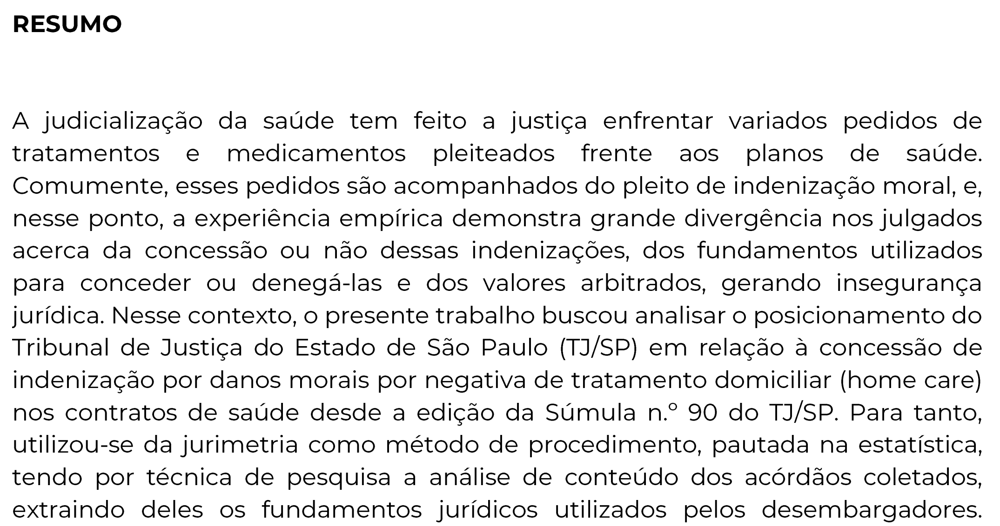 RESUMO
A judicialização da saúde tem feito a justiça enfrentar variados pedidos de
tratamentos e medicamentos pleiteados frente aos planos de saúde.
Comumente, esses pedidos são acompanhados do pleito de indenização moral, e,
nesse ponto, a experiência empírica demonstra grande divergência nos julgados
acerca da concessão ou não dessas indenizações, dos fundamentos utilizados
para conceder ou denegá-las e dos valores arbitrados, gerando insegurança
jurídica. Nesse contexto, o presente trabalho buscou analisar o posicionamento do
Tribunal de Justiça do Estado de São Paulo (TJ/SP) em relação à concessão de
indenização por danos morais por negativa de tratamento domiciliar (home care)
nos contratos de saúde desde a edição da Súmula n.º 90 do TJ/SP. Para tanto,
utilizou-se da jurimetria como método de procedimento, pautada na estatística,
tendo por técnica de pesquisa a análise de conteúdo dos acórdãos coletados,
extraindo deles os fundamentos jurídicos utilizados pelos desembargadores.